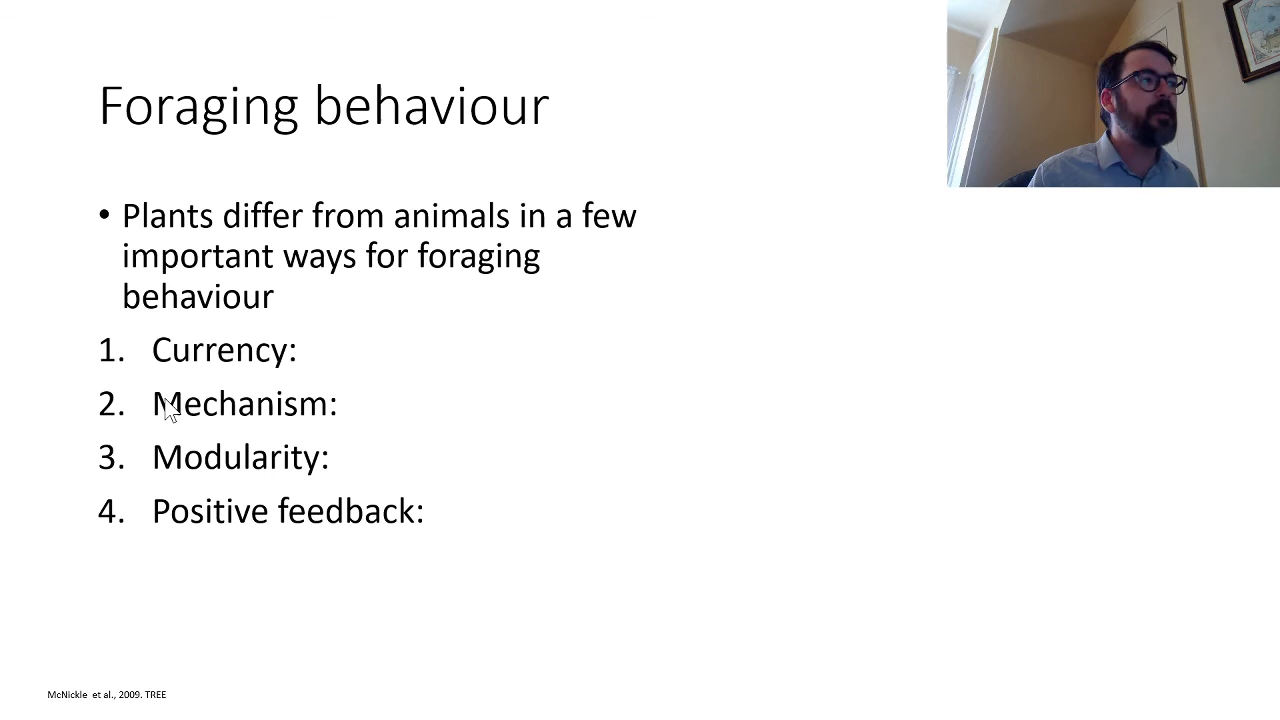 Foraging behaviour
• Plants differ from animals in a few
important ways for foraging
behaviour
1. Currency:
2. Mechanism:
3. Modularity:
4. Positive feedback:
McNickle et al., 2009. TREE